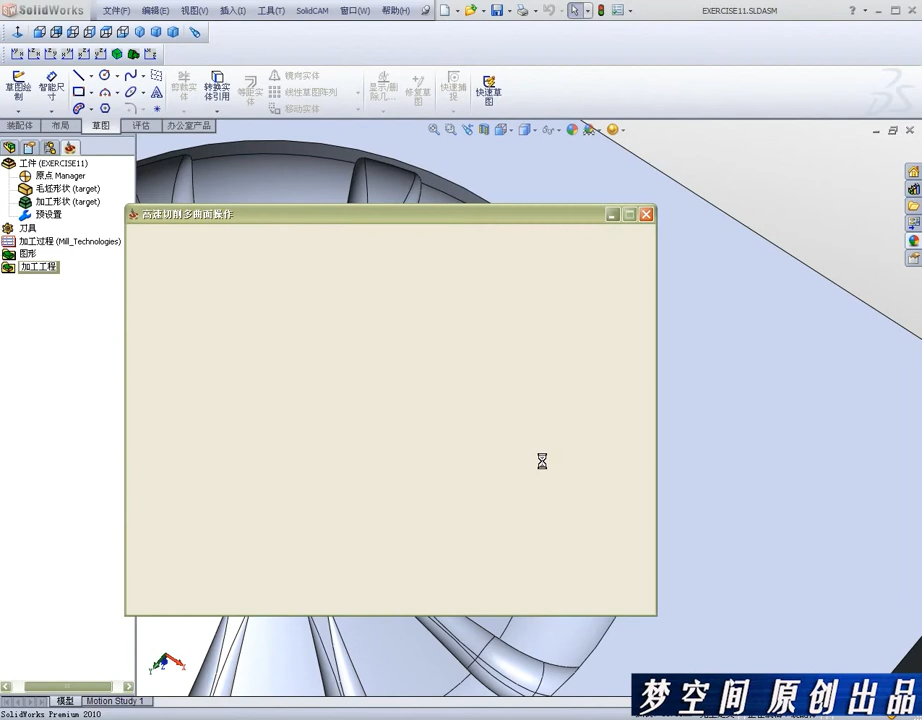 SolidWorks 文件(F) 编辑(E) 视图(V) 插入(I) 工具(T) SolidCAM 窗口(W) 帮助(H) EXERCISE11.SLDASM
草图绘制 智能尺寸 剪裁实体 转换实体引用 等距实体 镜向实体 线性草图阵列 移动实体 显示/删除几... 修复草图 快速捕捉 快速草图
装配体 布局 草图 评估 办公室产品
工件 (EXERCISE11)
原点 Manager
毛坯形状 (target)
加工形状 (target)
预设置
刀具
加工过程 (Mill_Technologies)
图形
加工工程
高速切削多曲面操作
模型 Motion Study 1
SolidWorks Premium 2010
梦空间 原创出品